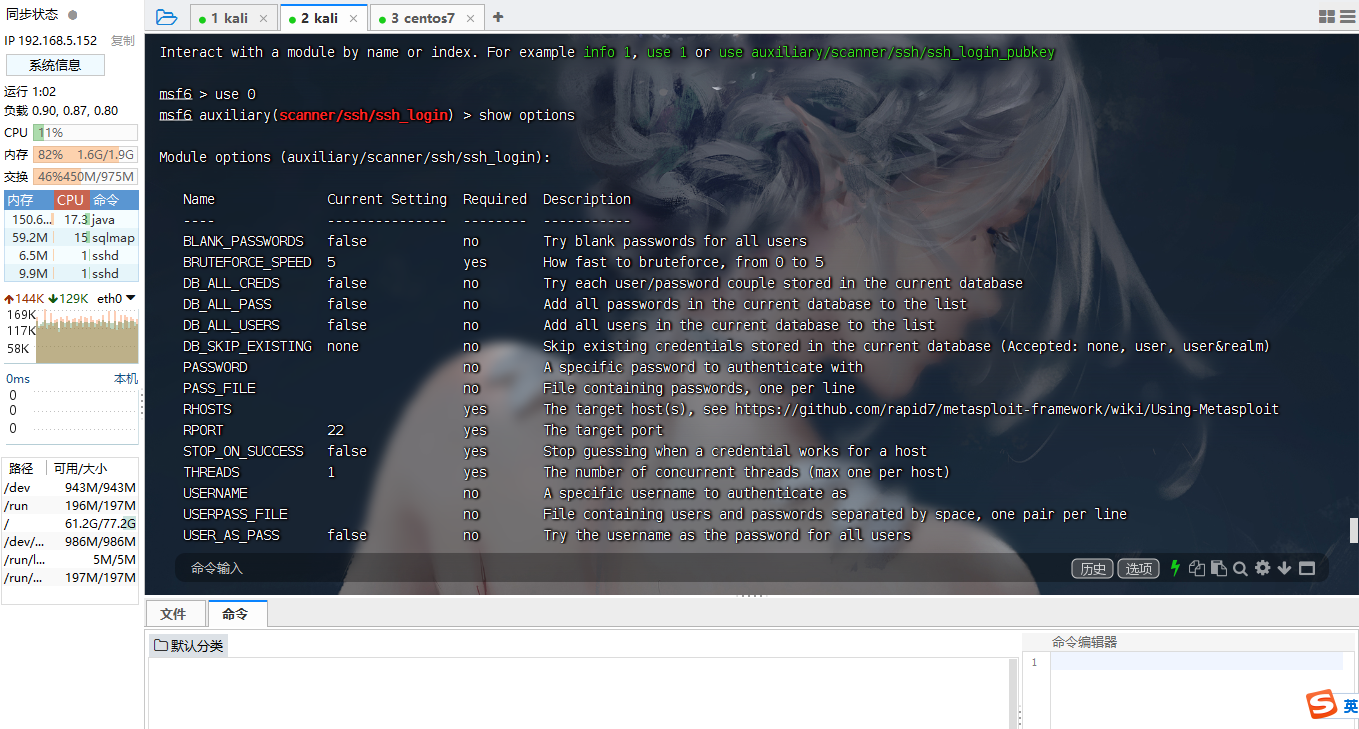 同步状态
IP 192.168.5.152 复制
系统信息
运行 1:02
负载 0.90, 0.87, 0.80
CPU 11%
内存 82% 1.6G/1.9G
交换 46% 450M/975M
内存 CPU 命令
150.6... 17.3 java
59.2M 15 sqlmap
6.5M 1 sshd
9.9M 1 sshd
144K 129K eth0
169K
117K
58K
0ms 本机
0
0
0
路径 可用/大小
/dev 943M/943M
/run 196M/197M
/ 61.2G/77.2G
/dev/... 986M/986M
/run/l... 5M/5M
/run/... 197M/197M
1 kali
2 kali
3 centos7
Interact with a module by name or index. For example info 1, use 1 or use auxiliary/scanner/ssh/ssh_login_pubkey
msf6 > use 0
msf6 auxiliary(scanner/ssh/ssh_login) > show options
Module options (auxiliary/scanner/ssh/ssh_login):
Name Current Setting Required Description
---- --------------- -------- -----------
BLANK_PASSWORDS false no Try blank passwords for all users
BRUTEFORCE_SPEED 5 yes How fast to bruteforce, from 0 to 5
DB_ALL_CREDS false no Try each user/password couple stored in the current database
DB_ALL_PASS false no Add all passwords in the current database to the list
DB_ALL_USERS false no Add all users in the current database to the list
DB_SKIP_EXISTING none no Skip existing credentials stored in the current database (Accepted: none, user, user&realm)
PASSWORD no A specific password to authenticate with
PASS_FILE no File containing passwords, one per line
RHOSTS yes The target host(s), see https://github.com/rapid7/metasploit-framework/wiki/Using-Metasploit
RPORT 22 yes The target port
STOP_ON_SUCCESS false yes Stop guessing when a credential works for a host
THREADS 1 yes The number of concurrent threads (max one per host)
USERNAME no A specific username to authenticate as
USERPASS_FILE no File containing users and passwords separated by space, one pair per line
USER_AS_PASS false no Try the username as the password for all users
命令输入 历史 选项
文件 命令
默认分类
命令编辑器
1
S 英